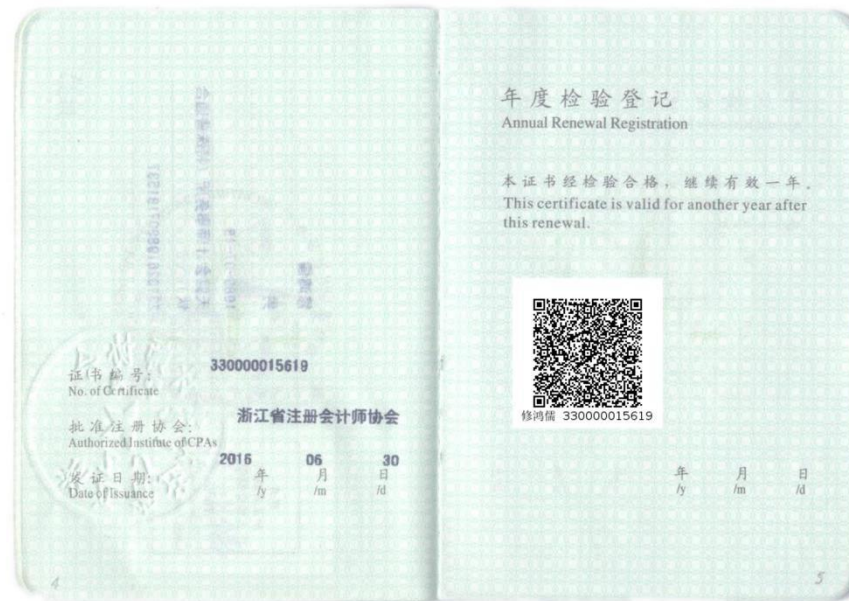 证书编号:
330000015619
No. of Certificate
批准注册协会:
浙江省注册会计师协会
Authorized Institute of CPAs
发证日期:
2016 年 06 月 30 日
Date of Issuance /y /m /d
4
年度检验登记
Annual Renewal Registration
本证书经检验合格，继续有效一年.
This certificate is valid for another year after
this renewal.
修鸿儒 330000015619
年 月 日
/y /m /d
5